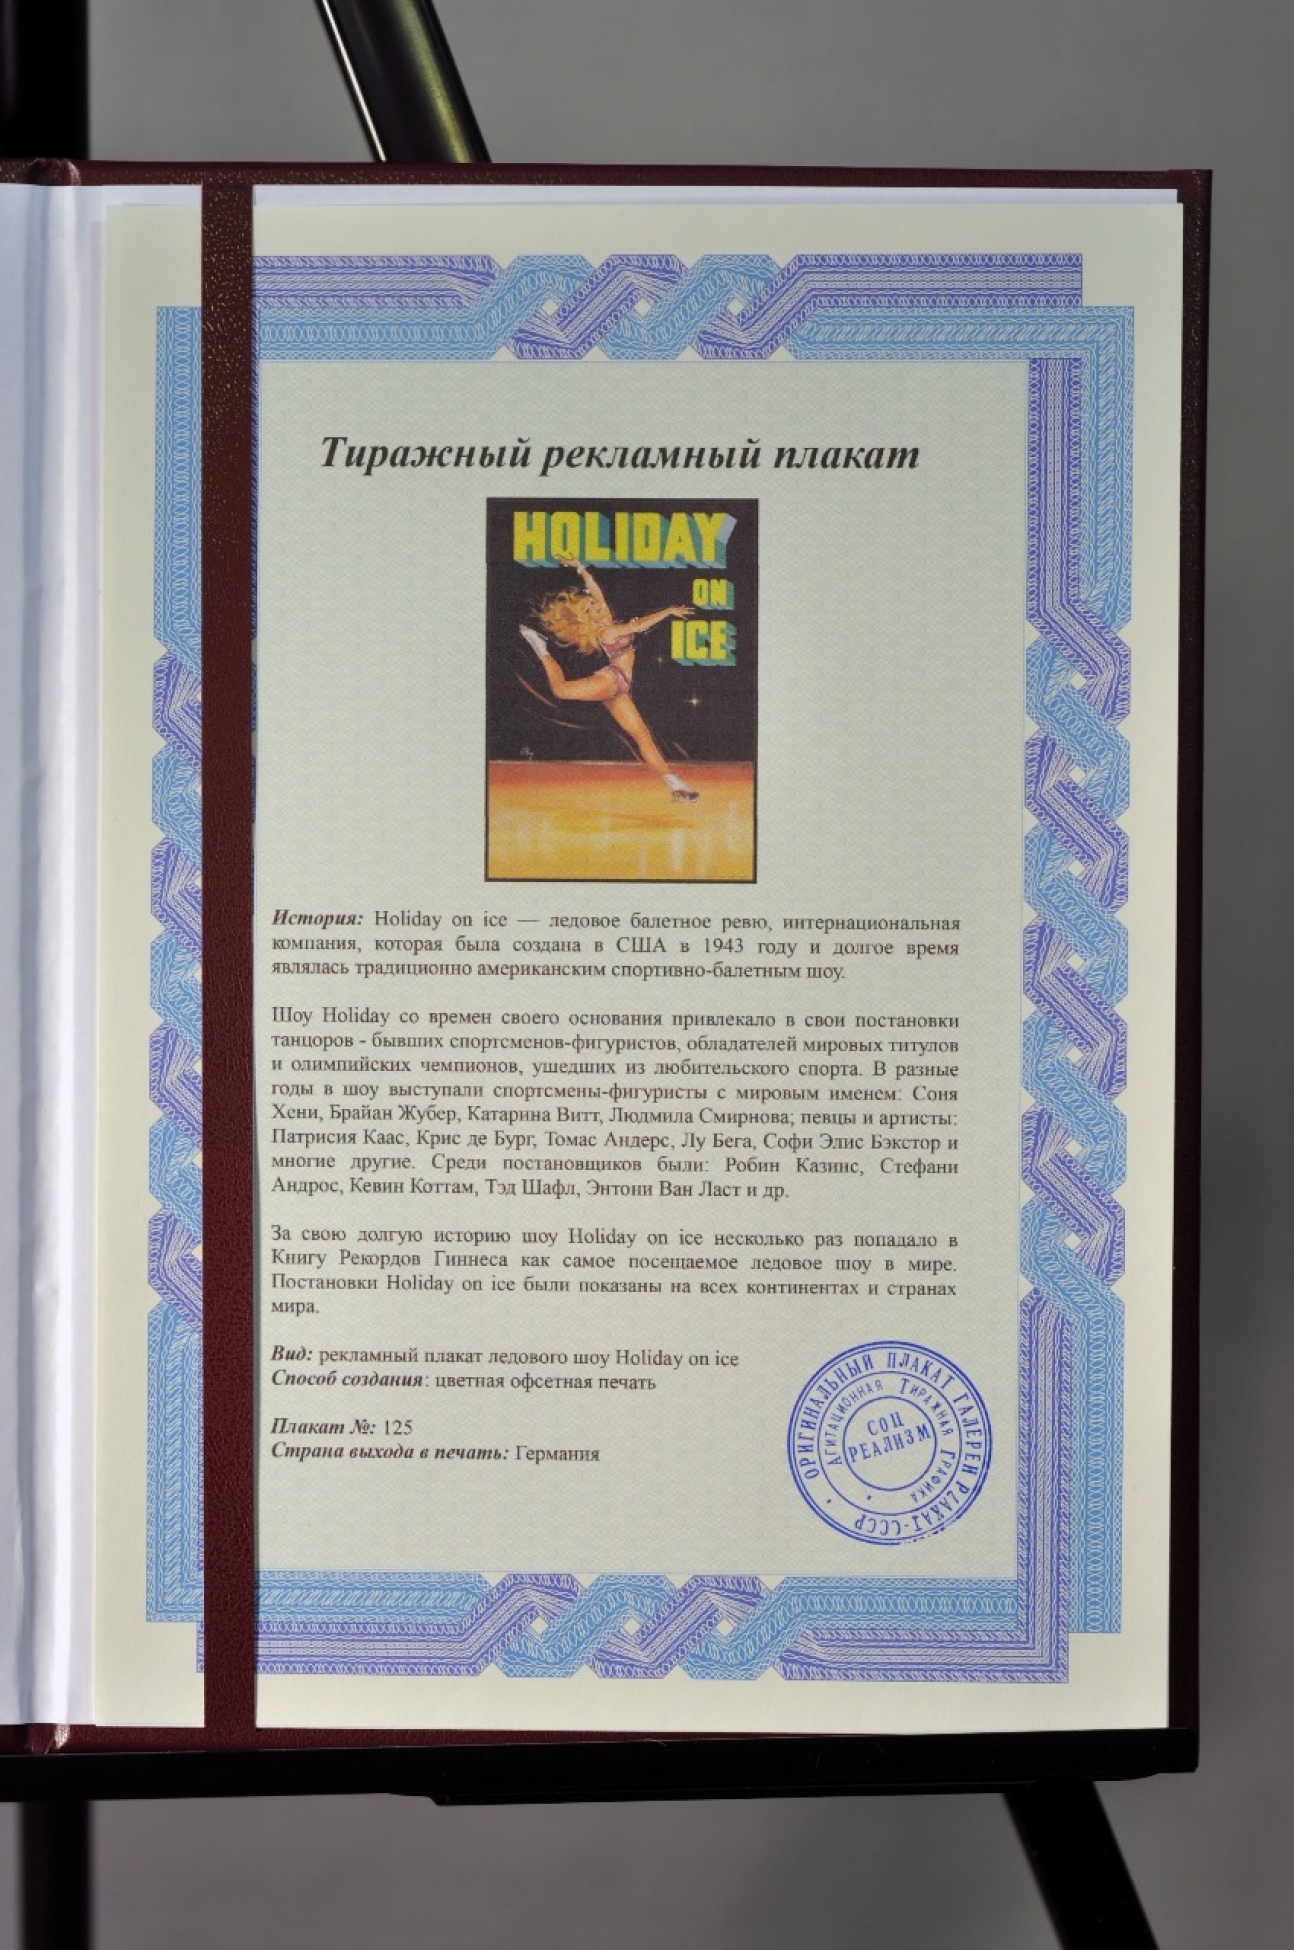 Тиражный рекламный плакат
HOLIDAY
ON
ICE
История: Holiday on ice — ледовое балетное ревю, интернациональная
компания, которая была создана в США в 1943 году и долгое время
являлась традиционно американским спортивно-балетным шоу.
Шоу Holiday со времен своего основания привлекало в свои постановки
танцоров - бывших спортсменов-фигуристов, обладателей мировых титулов
и олимпийских чемпионов, ушедших из любительского спорта. В разные
годы в шоу выступали спортсмены-фигуристы с мировым именем: Соня
Хени, Брайан Жубер, Катарина Витт, Людмила Смирнова; певцы и артисты:
Патрисия Каас, Крис де Бург, Томас Андерс, Лу Бега, Софи Элис Бэкстор и
многие другие. Среди постановщиков были: Робин Казинс, Стефани
Андрос, Кевин Коттам, Тэд Шафл, Энтони Ван Ласт и др.
За свою долгую историю шоу Holiday on ice несколько раз попадало в
Книгу Рекордов Гиннеса как самое посещаемое ледовое шоу в мире.
Постановки Holiday on ice были показаны на всех континентах и странах
мира.
Вид: рекламный плакат ледового шоу Holiday on ice
Способ создания: цветная офсетная печать
Плакат №: 125
Страна выхода в печать: Германия
ОРИГИНАЛЬНЫЙ ПЛАКАТ ГАЛЕРЕИ PLAKAT-СССР
АГИТАЦИОННАЯ ТИРАЖНАЯ ГРАФИКА
СОЦ
РЕАЛИЗМ